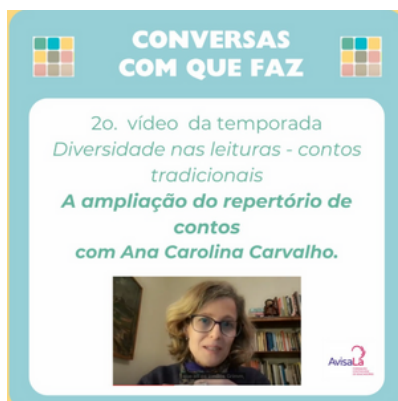 CONVERSAS
COM QUE FAZ
2o. vídeo da temporada
Diversidade nas leituras - contos
tradicionais
A ampliação do repertório de
contos
com Ana Carolina Carvalho.
AvisaLá